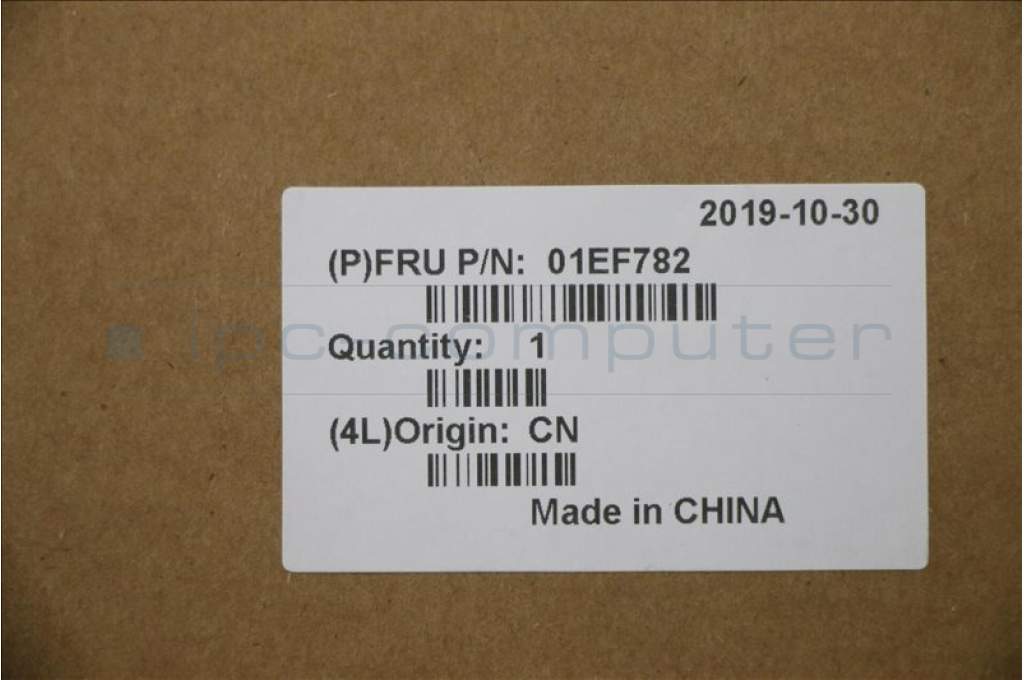 2019-10-30
(P)FRU P/N: 01EF782
ipc computer
Quantity: 1
(4L)Origin: CN
Made in CHINA